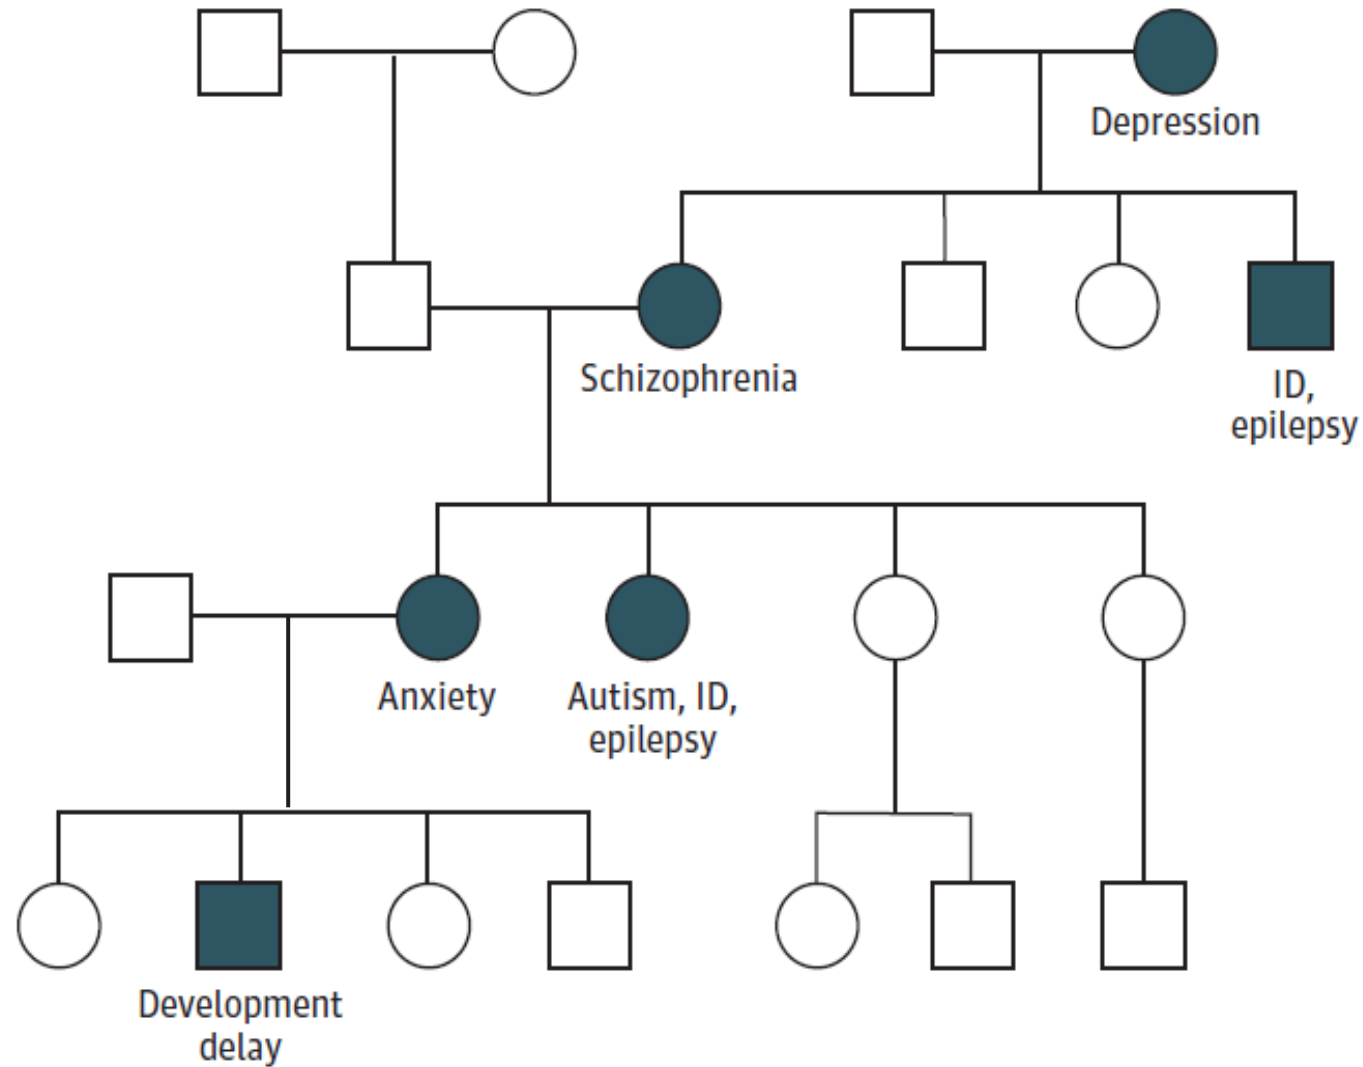 Depression
Schizophrenia
ID,
epilepsy
Anxiety
Autism, ID,
epilepsy
Development
delay